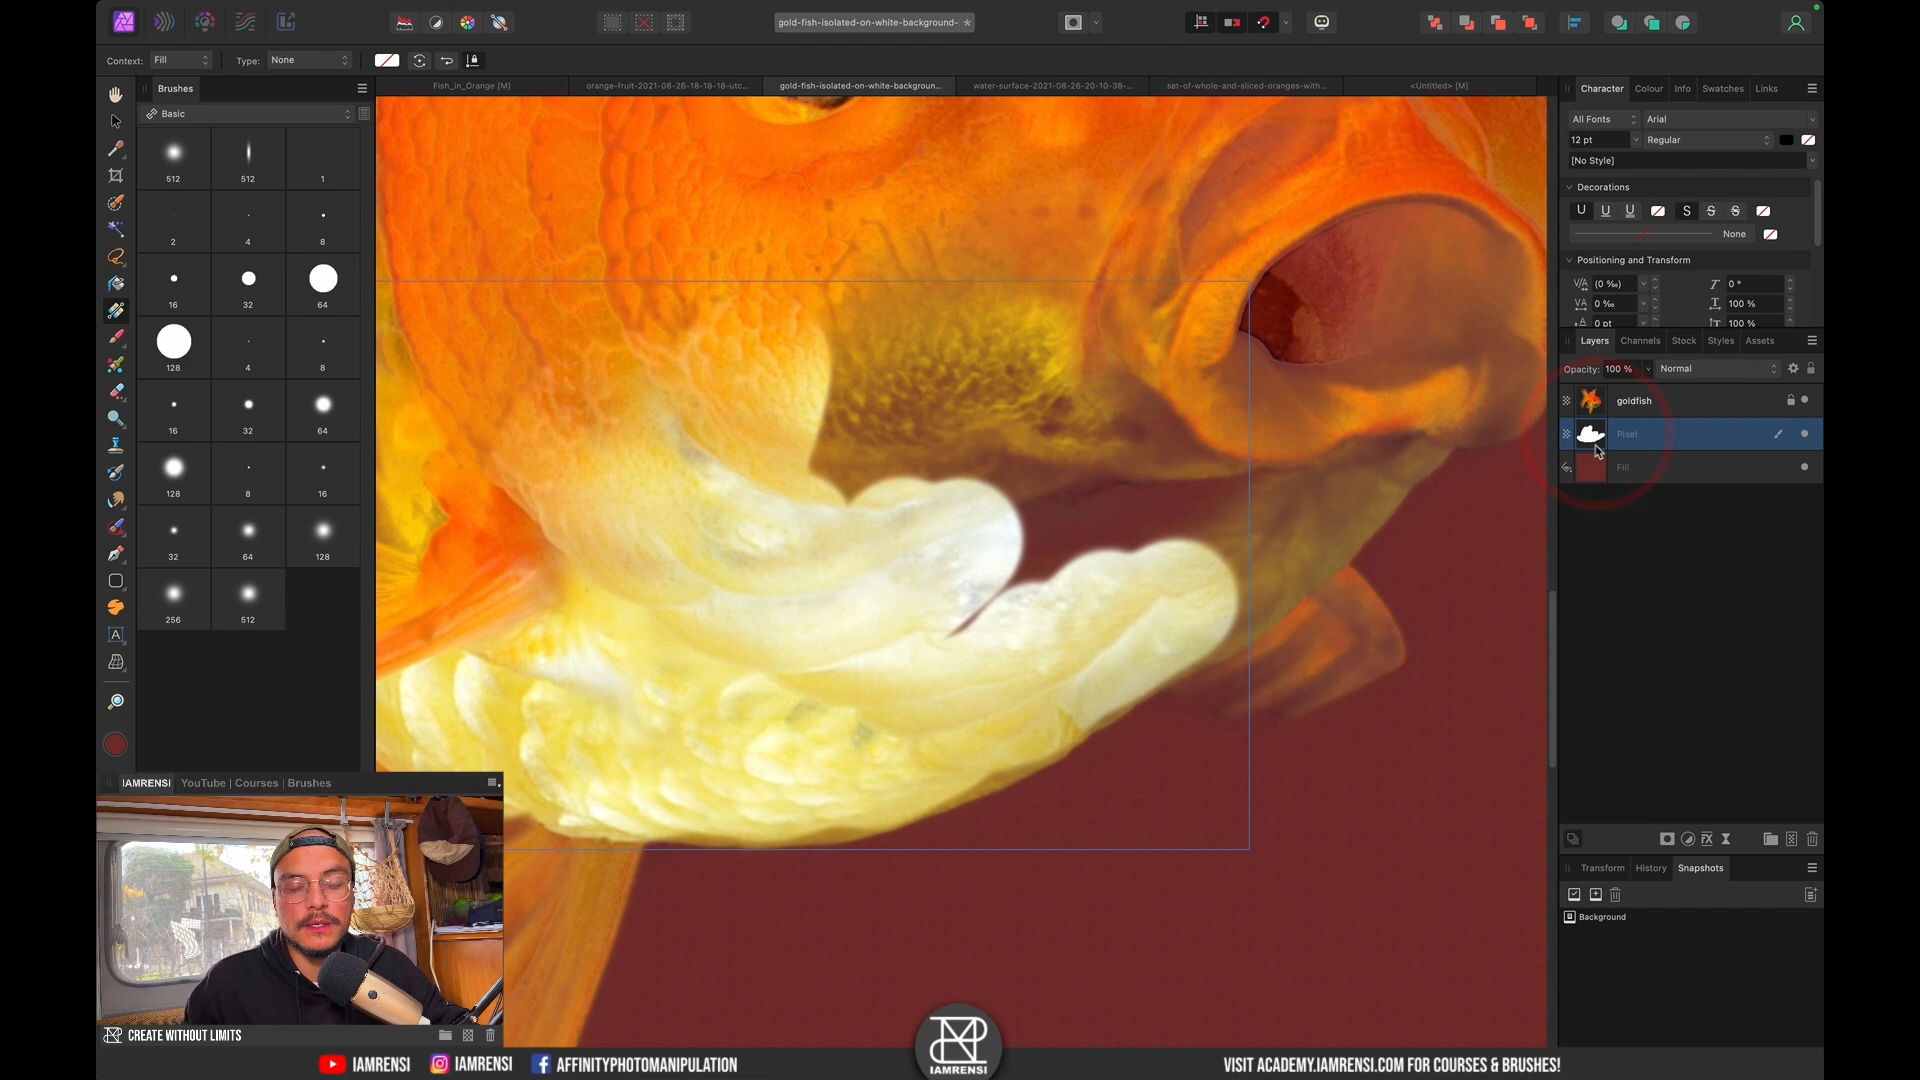 gold-fish-isolated-on-white-background-
Context: Fill Type: None
Fish_in_Orange [M]
orange-fruit-2021-08-26-18-18-18-utc...
gold-fish-isolated-on-white-backgroun...
water-surface-2021-08-26-20-10-38-...
set-of-whole-and-sliced-oranges-with...
<Untitled> [M]
Brushes
Basic
512 512 1
2 4 8
16 32 64
128 4 8
16 32 64
128 8 16
32 64 128
256 512
Character Colour Info Swatches Links
All Fonts Arial
12 pt Regular
[No Style]
Decorations
U U U S S S
None
Positioning and Transform
(0 ‰) 0 °
0 ‰ 100 %
0 pt 100 %
Layers Channels Stock Styles Assets
Opacity: 100 % Normal
goldfish
Pixel
Fill
Transform History Snapshots
Background
IAMRENSI YouTube | Courses | Brushes
CREATE WITHOUT LIMITS
IAMRENSI IAMRENSI AFFINITYPHOTOMANIPULATION
IAMRENSI
VISIT ACADEMY.IAMRENSI.COM FOR COURSES & BRUSHES!